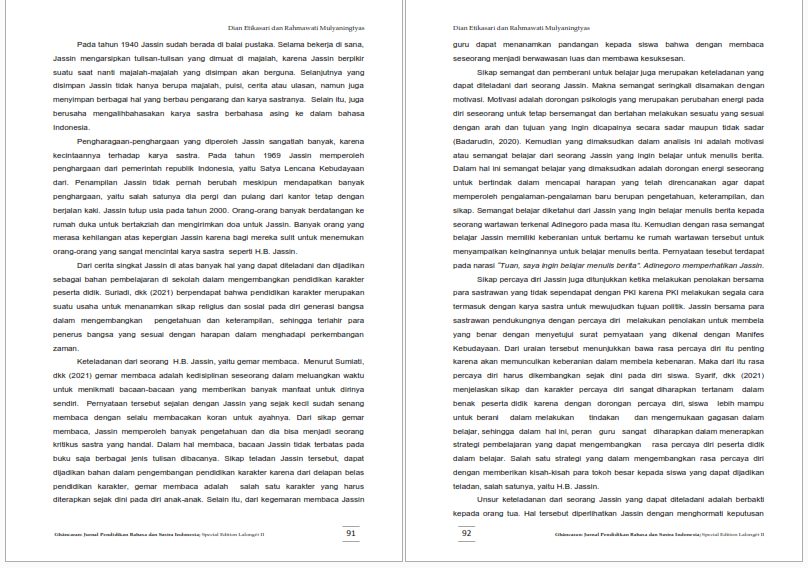 Dian Etikasari dan Rahmawati Mulyaningtyas
Pada tahun 1940 Jassin sudah berada di balai pustaka. Selama bekerja di sana,
Jassin mengarsipkan tulisan-tulisan yang dimuat di majalah, karena Jassin berpikir
suatu saat nanti majalah-majalah yang disimpan akan berguna. Selanjutnya yang
disimpan Jassin tidak hanya berupa majalah, puisi, cerita atau ulasan, namun juga
menyimpan berbagai hal yang berbau pengarang dan karya sastranya. Selain itu, juga
berusaha mengalihbahasakan karya sastra berbahasa asing ke dalam bahasa
Indonesia.
Pengharagaan-penghargaan yang diperoleh Jassin sangatlah banyak, karena
kecintaannya terhadap karya sastra. Pada tahun 1969 Jassin memperoleh
penghargaan dari pemerintah republik Indonesia, yaitu Satya Lencana Kebudayaan
dari. Penampilan Jassin tidak pernah berubah meskipun mendapatkan banyak
penghargaan, yaitu salah satunya dia pergi dan pulang dari kantor tetap dengan
berjalan kaki. Jassin tutup usia pada tahun 2000. Orang-orang banyak berdatangan ke
rumah duka untuk bertakziah dan mengirimkan doa untuk Jassin. Banyak orang yang
merasa kehilangan atas kepergian Jassin karena bagi mereka sulit untuk menemukan
orang-orang yang sangat mencintai karya sastra seperti H.B. Jassin.
Dari cerita singkat Jassin di atas banyak hal yang dapat diteladani dan dijadikan
sebagai bahan pembelajaran di sekolah dalam mengembangkan pendidikan karakter
peserta didik. Suriadi, dkk (2021) berpendapat bahwa pendidikan karakter merupakan
suatu usaha untuk menanamkan sikap religius dan sosial pada diri generasi bangsa
dalam mengembangkan pengetahuan dan keterampilan, sehingga terlahir para
penerus bangsa yang sesuai dengan harapan dalam menghadapi perkembangan
zaman.
Keteladanan dari seorang H.B. Jassin, yaitu gemar membaca. Menurut Sumiati,
dkk (2021) gemar membaca adalah kedisiplinan seseorang dalam meluangkan waktu
untuk menikmati bacaan-bacaan yang memberikan banyak manfaat untuk dirinya
sendiri. Pernyataan tersebut sejalan dengan Jassin yang sejak kecil sudah senang
membaca dengan selalu membacakan koran untuk ayahnya. Dari sikap gemar
membaca, Jassin memperoleh banyak pengetahuan dan dia bisa menjadi seorang
kritikus sastra yang handal. Dalam hal membaca, bacaan Jassin tidak terbatas pada
buku saja berbagai jenis tulisan dibacanya. Sikap teladan Jassin tersebut, dapat
dijadikan bahan dalam pengembangan pendidikan karakter karena dari delapan belas
pendidikan karakter, gemar membaca adalah salah satu karakter yang harus
diterapkan sejak dini pada diri anak-anak. Selain itu, dari kegemaran membaca Jassin
Ghàncaran: Jurnal Pendidikan Bahasa dan Sastra Indonesia; Special Edition Lalongèt II
91
Dian Etikasari dan Rahmawati Mulyaningtyas
guru dapat menanamkan pandangan kepada siswa bahwa dengan membaca
seseorang menjadi berwawasan luas dan membawa kesuksesan.
Sikap semangat dan pemberani untuk belajar juga merupakan keteladanan yang
dapat diteladani dari seorang Jassin. Makna semangat seringkali disamakan dengan
motivasi. Motivasi adalah dorongan psikologis yang merupakan perubahan energi pada
diri seseorang untuk tetap bersemangat dan bertahan melakukan sesuatu yang sesuai
dengan arah dan tujuan yang ingin dicapainya secara sadar maupun tidak sadar
(Badarudin, 2020). Kemudian yang dimaksudkan dalam analisis ini adalah motivasi
atau semangat belajar dari seorang Jassin yang ingin belajar untuk menulis berita.
Dalam hal ini semangat belajar yang dimaksudkan adalah dorongan energi seseorang
untuk bertindak dalam mencapai harapan yang telah direncanakan agar dapat
memperoleh pengalaman-pengalaman baru berupan pengetahuan, keterampilan, dan
sikap. Semangat belajar diketahui dari Jassin yang ingin belajar menulis berita kepada
seorang wartawan terkenal Adinegoro pada masa itu. Kemudian dengan rasa semangat
belajar Jassin memiliki keberanian untuk bertamu ke rumah wartawan tersebut untuk
menyampaikan keinginannya untuk belajar menulis berita. Pernyataan tesebut terdapat
pada narasi "Tuan, saya ingin belajar menulis berita". Adinegoro memperhatikan Jassin.
Sikap percaya diri Jassin juga ditunjukkan ketika melakukan penolakan bersama
para sastrawan yang tidak sependapat dengan PKI karena PKI melakukan segala cara
termasuk dengan karya sastra untuk mewujudkan tujuan politik. Jassin bersama para
sastrawan pendukungnya dengan percaya diri melakukan penolakan untuk membela
yang benar dengan menyetujui surat pernyataan yang dikenal dengan Manifes
Kebudayaan. Dari uraian tersebut menunjukkan bawa rasa percaya diri itu penting
karena akan memunculkan keberanian dalam membela kebenaran. Maka dari itu rasa
percaya diri harus dikembangkan sejak dini pada diri siswa. Syarif, dkk (2021)
menjelaskan sikap dan karakter percaya diri sangat diharapkan tertanam dalam
benak peserta didik karena dengan dorongan percaya diri, siswa lebih mampu
untuk berani dalam melakukan tindakan dan mengemukaan gagasan dalam
belajar, sehingga dalam hal ini, peran guru sangat diharapkan dalam menerapkan
strategi pembelajaran yang dapat mengembangkan rasa percaya diri peserta didik
dalam belajar. Salah satu strategi yang dalam mengembangkan rasa percaya diri
dengan memberikan kisah-kisah para tokoh besar kepada siswa yang dapat dijadikan
teladan, salah satunya, yaitu H.B. Jassin.
Unsur keteladanan dari seorang Jassin yang dapat diteladani adalah berbakti
kepada orang tua. Hal tersebut diperlihatkan Jassin dengan menghormati keputusan
92
Ghàncaran: Jurnal Pendidikan Bahasa dan Sastra Indonesia; Special Edition Lalongèt II